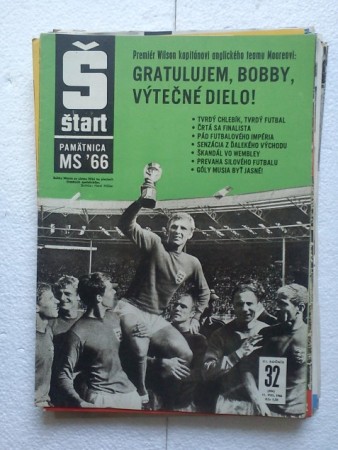 Premiér Wilson kapitánovi anglického teamu Mooreovi:
GRATULUJEM, BOBBY,
VÝTEČNÉ DIELO!
Š
štart
PAMÄTNICA
MS '66
• TVRDÝ CHLEBÍK, TVRDÝ FUTBAL
• ČRTÁ SA FINALISTA
• PÁD FUTBALOVÉHO IMPÉRIA
• SENZÁCIA Z ĎALEKÉHO VÝCHODU
• ŠKANDÁL VO WEMBLEY
• PREVAHA SILOVÉHO FUTBALU
• GÓLY MUSIA BYŤ JASNÉ!
32